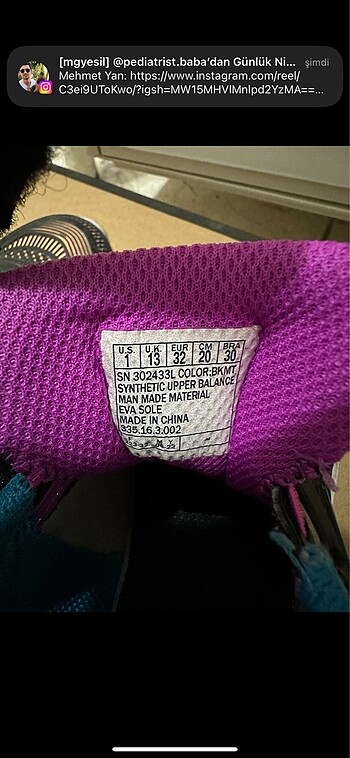 [mgyesil] @pediatrist.baba'dan Günlük Ni... şimdi
Mehmet Yan: https://www.instagram.com/reel/
C3ei9UToKwo/?igsh=MW15MHVlMnlpd2YzMA==...
U.S. U.K. EUR CM BRA
1 13 32 20 30
SN 302433L COLOR:BKMT
SYNTHETIC UPPER BALANCE
MAN MADE MATERIAL
EVA SOLE
MADE IN CHINA
335.16.3.002